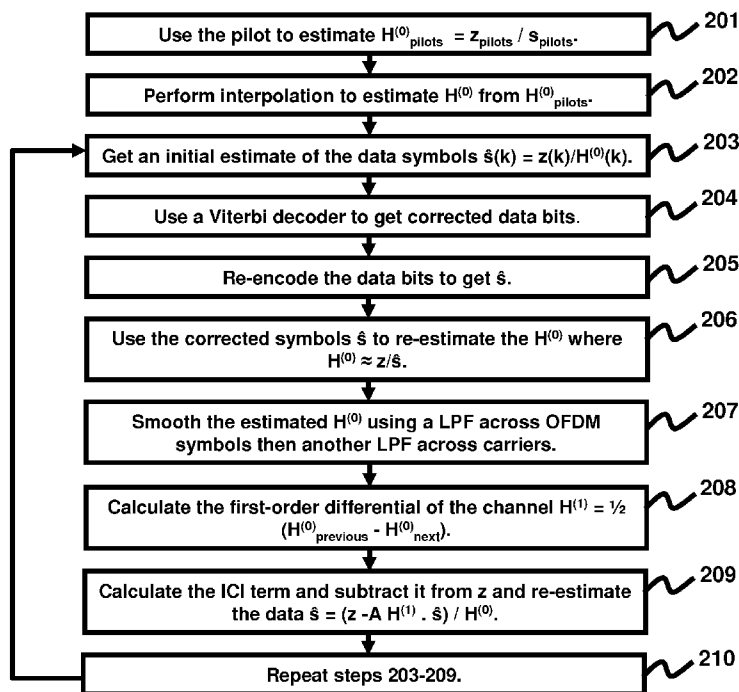 Use the pilot to estimate H⁽⁰⁾pilots = zpilots / spilots. 201
Perform interpolation to estimate H⁽⁰⁾ from H⁽⁰⁾pilots. 202
Get an initial estimate of the data symbols ŝ(k) = z(k)/H⁽⁰⁾(k). 203
Use a Viterbi decoder to get corrected data bits. 204
Re-encode the data bits to get ŝ. 205
Use the corrected symbols ŝ to re-estimate the H⁽⁰⁾ where 206
H⁽⁰⁾ ≈ z/ŝ.
Smooth the estimated H⁽⁰⁾ using a LPF across OFDM 207
symbols then another LPF across carriers.
Calculate the first-order differential of the channel H⁽¹⁾ = ½ 208
(H⁽⁰⁾previous - H⁽⁰⁾next).
Calculate the ICI term and subtract it from z and re-estimate 209
the data ŝ = (z -A H⁽¹⁾ . ŝ) / H⁽⁰⁾.
Repeat steps 203-209. 210